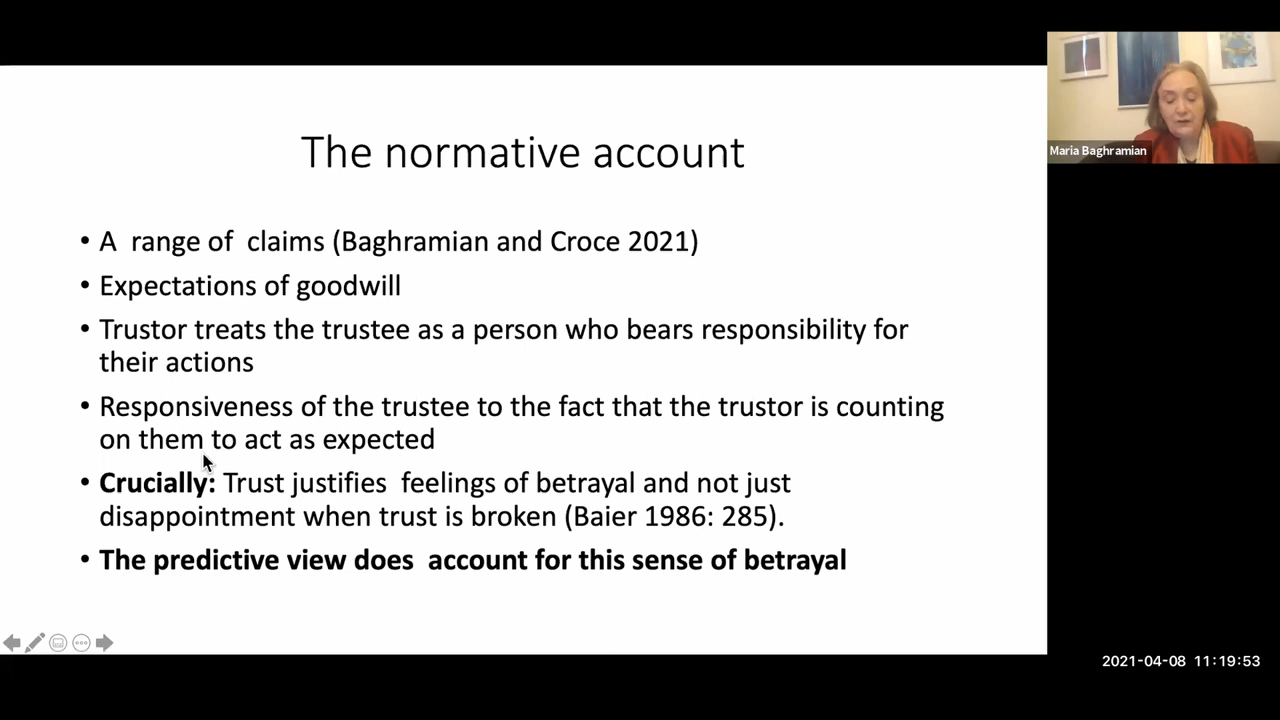 The normative account
• A range of claims (Baghramian and Croce 2021)
• Expectations of goodwill
• Trustor treats the trustee as a person who bears responsibility for
their actions
• Responsiveness of the trustee to the fact that the trustor is counting
on them to act as expected
• Crucially: Trust justifies feelings of betrayal and not just
disappointment when trust is broken (Baier 1986: 285).
• The predictive view does account for this sense of betrayal
Maria Baghramian
2021-04-08 11:19:53